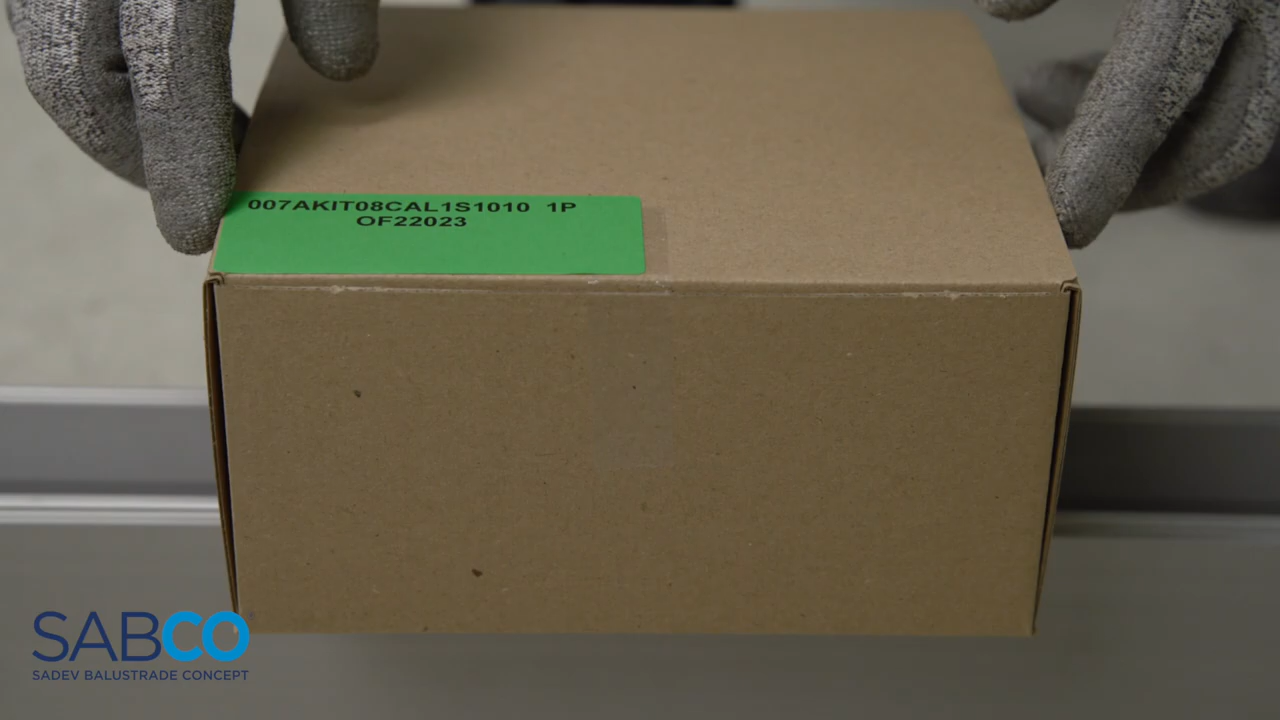 007AKIT08CAL1S1010 1P
OF22023
SABCO
SADEV BALUSTRADE CONCEPT